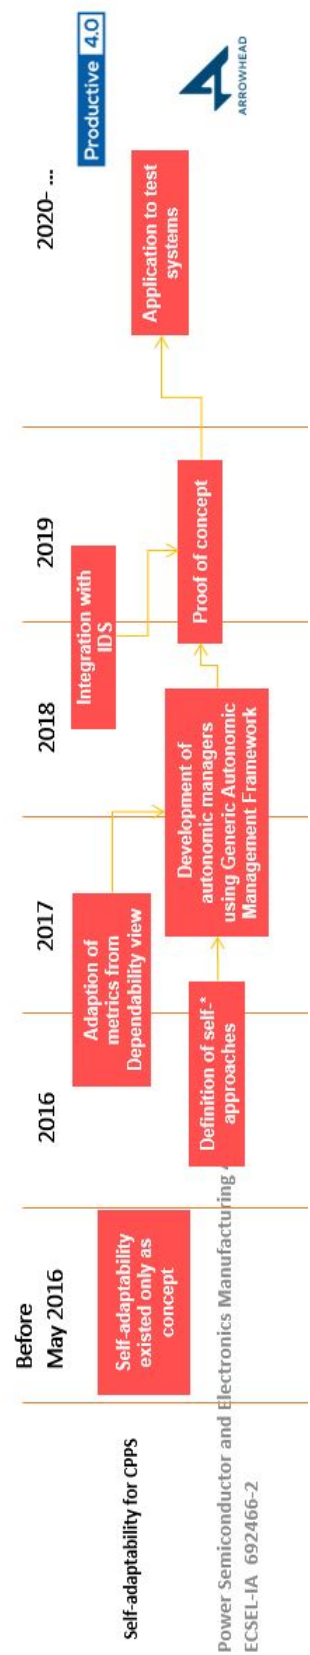 Before
May 2016
2016
2017
2018
2019
2020- ...
Productive 4.0
ARROWHEAD
Self-adaptability for CPPS
Self-adaptability
existed only as
concept
Adaption of
metrics from
Dependability view
Integration with
IDS
Application to test
systems
Definition of self-*
approaches
Development of
autonomic managers
using Generic Autonomic
Management Framework
Proof of concept
Power Semiconductor and Electronics Manufacturing
ECSEL-IA 692466-2